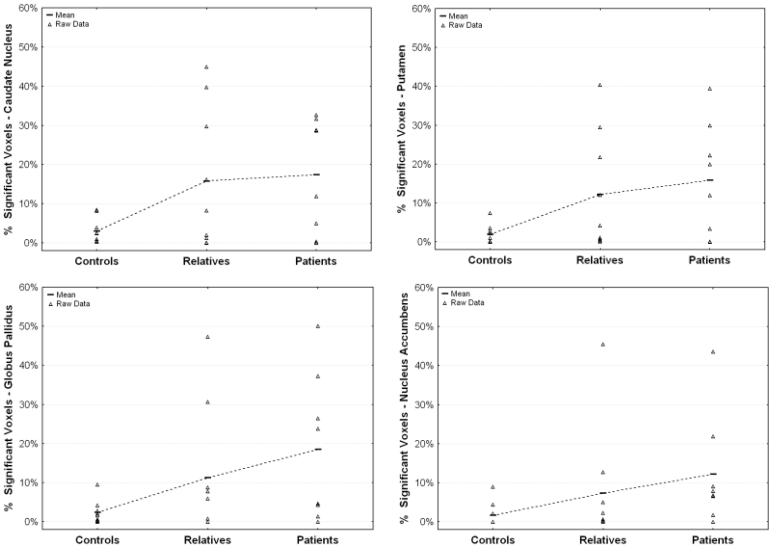 % Significant Voxels - Caudate Nucleus
60%
50%
40%
30%
20%
10%
0%
Mean
Raw Data
Controls
Relatives
Patients
% Significant Voxels - Putamen
60%
50%
40%
30%
20%
10%
0%
Mean
Raw Data
Controls
Relatives
Patients
% Significant Voxels - Globus Pallidus
60%
50%
40%
30%
20%
10%
0%
Mean
Raw Data
Controls
Relatives
Patients
% Significant Voxels - Nucleus Accumbens
60%
50%
40%
30%
20%
10%
0%
Mean
Raw Data
Controls
Relatives
Patients